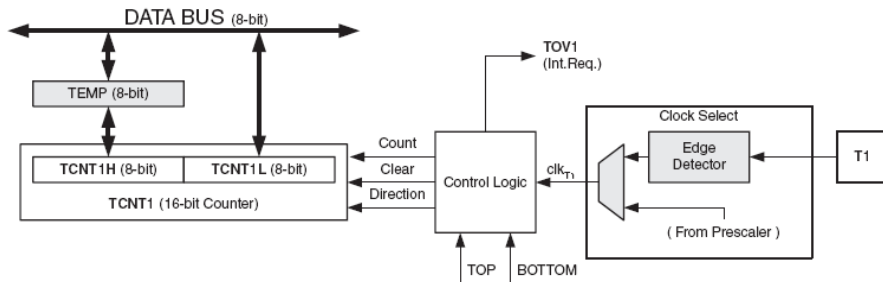 DATA BUS (8-bit)
TOV1
(Int.Req.)
TEMP (8-bit)
Clock Select
Count
Edge
Detector
T1
TCNT1H (8-bit) TCNT1L (8-bit)
Clear
Control Logic
clkT1
TCNT1 (16-bit Counter)
Direction
( From Prescaler )
TOP
BOTTOM